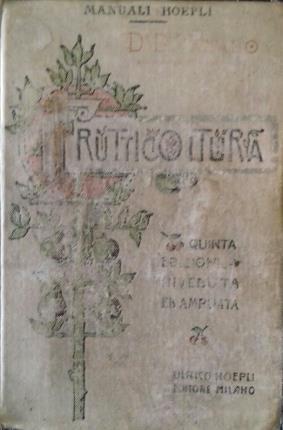 MANUALI HOEPLI
FRUTTICOLTURA
QUINTA
EDIZIONE
RIVEDUTA
ED AMPLIATA
ULRICO HOEPLI
EDITORE MILANO